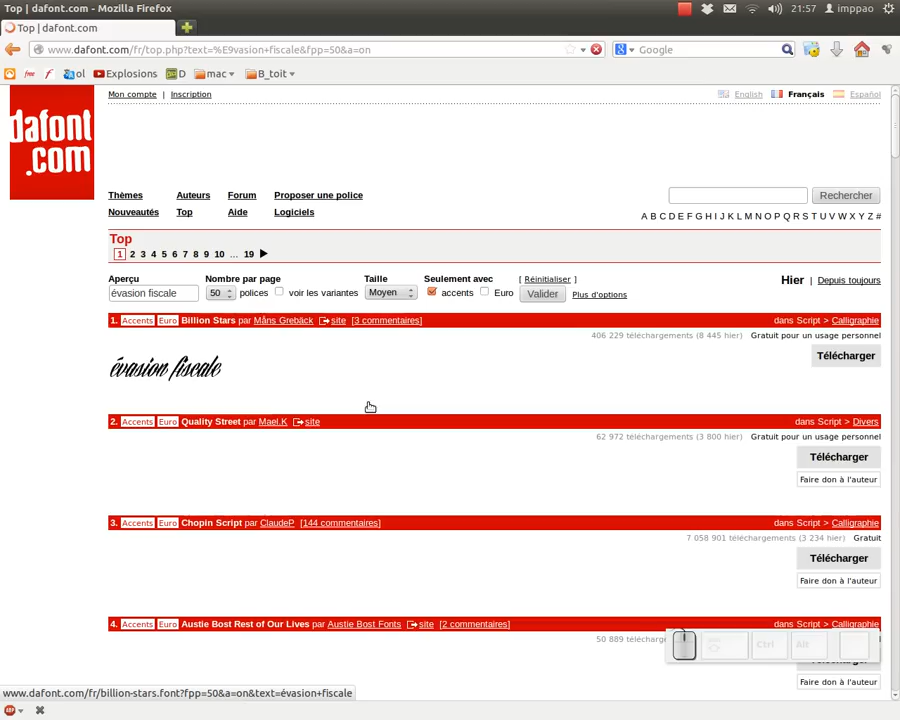 Top | dafont.com - Mozilla Firefox
21:57 imppao
Top | dafont.com
www.dafont.com/fr/top.php?text=%E9vasion+fiscale&fpp=50&a=on
Google
free ol Explosions D mac B_toit
Mon compte | Inscription
English Français Español
dafont
.com
Thèmes Auteurs Forum Proposer une police
Rechercher
Nouveautés Top Aide Logiciels
A B C D E F G H I J K L M N O P Q R S T U V W X Y Z #
Top
1 2 3 4 5 6 7 8 9 10 ... 19
Aperçu Nombre par page Taille Seulement avec [ Réinitialiser ]
Hier | Depuis toujours
évasion fiscale 50 polices voir les variantes Moyen accents Euro Valider Plus d'options
1. Accents Euro Billion Stars par Måns Grebäck site [3 commentaires] dans Script > Calligraphie
406 229 téléchargements (8 445 hier) Gratuit pour un usage personnel
Télécharger
évasion fiscale
2. Accents Euro Quality Street par Mael.K site dans Script > Divers
62 972 téléchargements (3 800 hier) Gratuit pour un usage personnel
Télécharger
Faire don à l'auteur
3. Accents Euro Chopin Script par ClaudeP [144 commentaires] dans Script > Calligraphie
7 058 901 téléchargements (3 234 hier) Gratuit
Télécharger
Faire don à l'auteur
4. Accents Euro Austie Bost Rest of Our Lives par Austie Bost Fonts site [2 commentaires] dans Script > Calligraphie
50 889
Ctrl Alt
Faire don à l'auteur
www.dafont.com/fr/billion-stars.font?fpp=50&a=on&text=évasion+fiscale
ABP